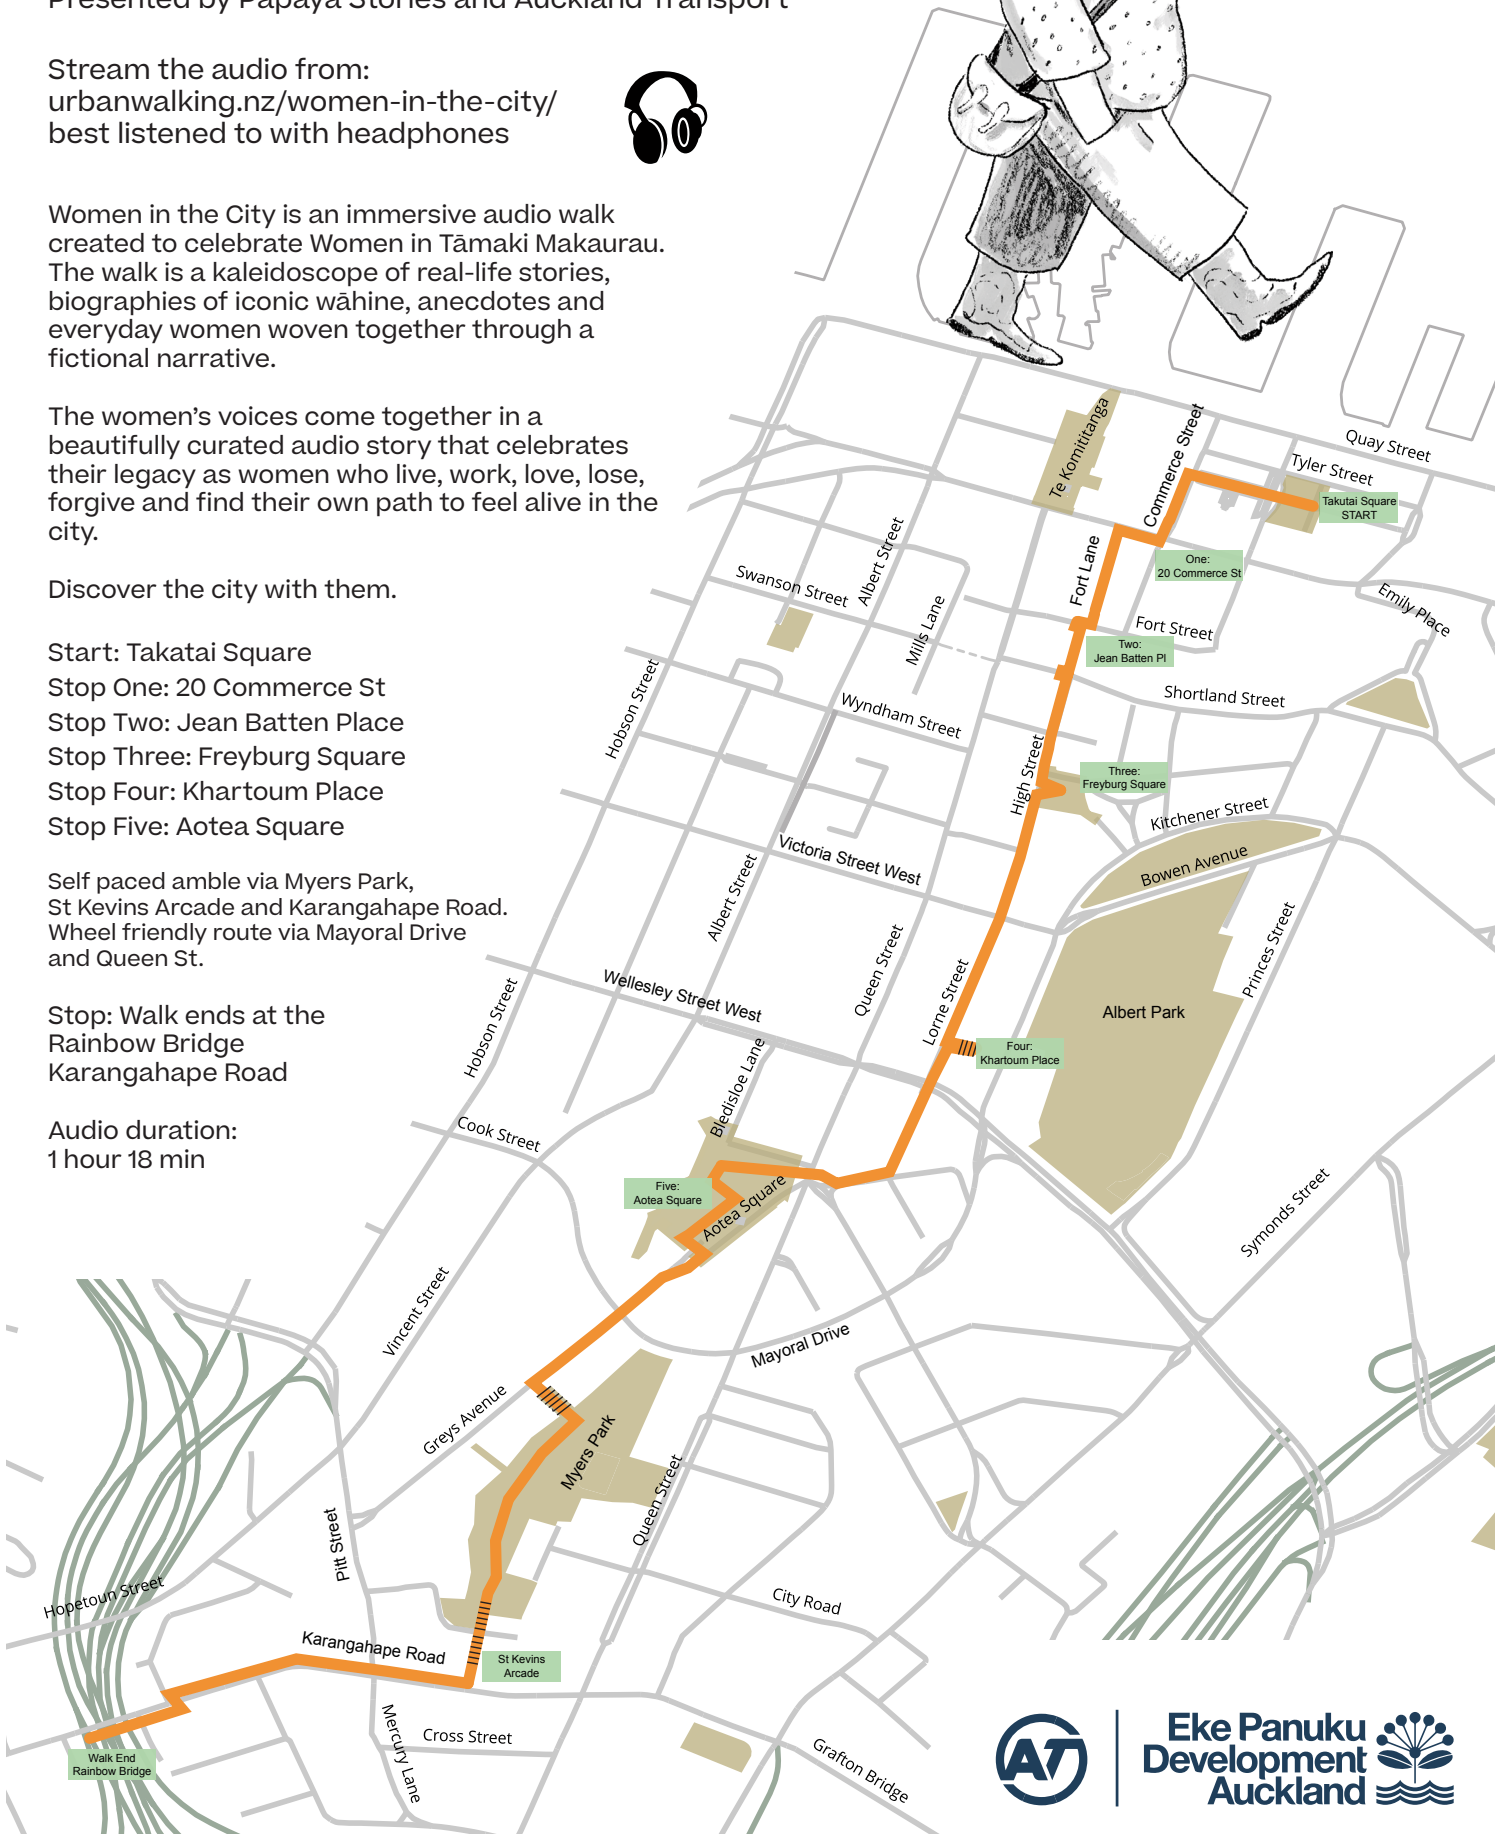 Presented by Papaya Stories and Auckland Transport
Stream the audio from:
urbanwalking.nz/women-in-the-city/
best listened to with headphones
Women in the City is an immersive audio walk
created to celebrate Women in Tāmaki Makaurau.
The walk is a kaleidoscope of real-life stories,
biographies of iconic wāhine, anecdotes and
everyday women woven together through a
fictional narrative.
The women’s voices come together in a
beautifully curated audio story that celebrates
their legacy as women who live, work, love, lose,
forgive and find their own path to feel alive in the
city.
Discover the city with them.
Start: Takatai Square
Stop One: 20 Commerce St
Stop Two: Jean Batten Place
Stop Three: Freyburg Square
Stop Four: Khartoum Place
Stop Five: Aotea Square
Self paced amble via Myers Park,
St Kevins Arcade and Karangahape Road.
Wheel friendly route via Mayoral Drive
and Queen St.
Stop: Walk ends at the
Rainbow Bridge
Karangahape Road
Audio duration:
1 hour 18 min
Quay Street
Tyler Street
Te Komititanga
Commerce Street
Takutai Square
START
One:
20 Commerce St
Fort Lane
Albert Street
Swanson Street
Mills Lane
Emily Place
Fort Street
Two:
Jean Batten Pl
Hobson Street
Wyndham Street
Shortland Street
High Street
Three:
Freyburg Square
Kitchener Street
Victoria Street West
Bowen Avenue
Albert Street
Queen Street
Princes Street
Lorne Street
Wellesley Street West
Albert Park
Hobson Street
Four:
Khartoum Place
Bledisloe Lane
Cook Street
Five:
Aotea Square
Aotea Square
Symonds Street
Vincent Street
Mayoral Drive
Greys Avenue
Myers Park
Queen Street
Pitt Street
Hopetoun Street
City Road
Karangahape Road
St Kevins
Arcade
Mercury Lane
Cross Street
Walk End
Rainbow Bridge
Grafton Bridge
AT
Eke Panuku
Development
Auckland